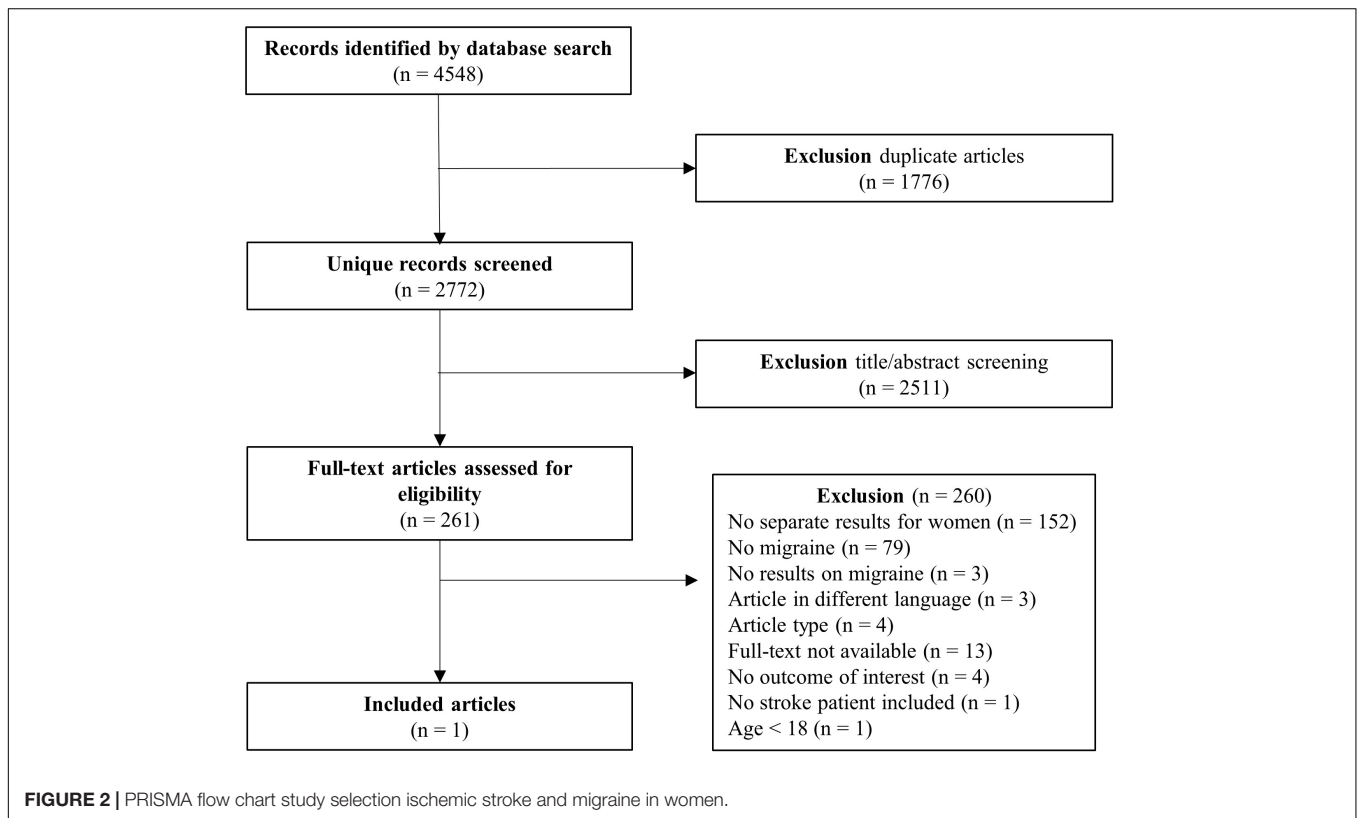 Records identified by database search
(n = 4548)
Exclusion duplicate articles
(n = 1776)
Unique records screened
(n = 2772)
Exclusion title/abstract screening
(n = 2511)
Full-text articles assessed for
eligibility
(n = 261)
Exclusion (n = 260)
No separate results for women (n = 152)
No migraine (n = 79)
No results on migraine (n = 3)
Article in different language (n = 3)
Article type (n = 4)
Full-text not available (n = 13)
No outcome of interest (n = 4)
No stroke patient included (n = 1)
Age < 18 (n = 1)
Included articles
(n = 1)
FIGURE 2 | PRISMA flow chart study selection ischemic stroke and migraine in women.